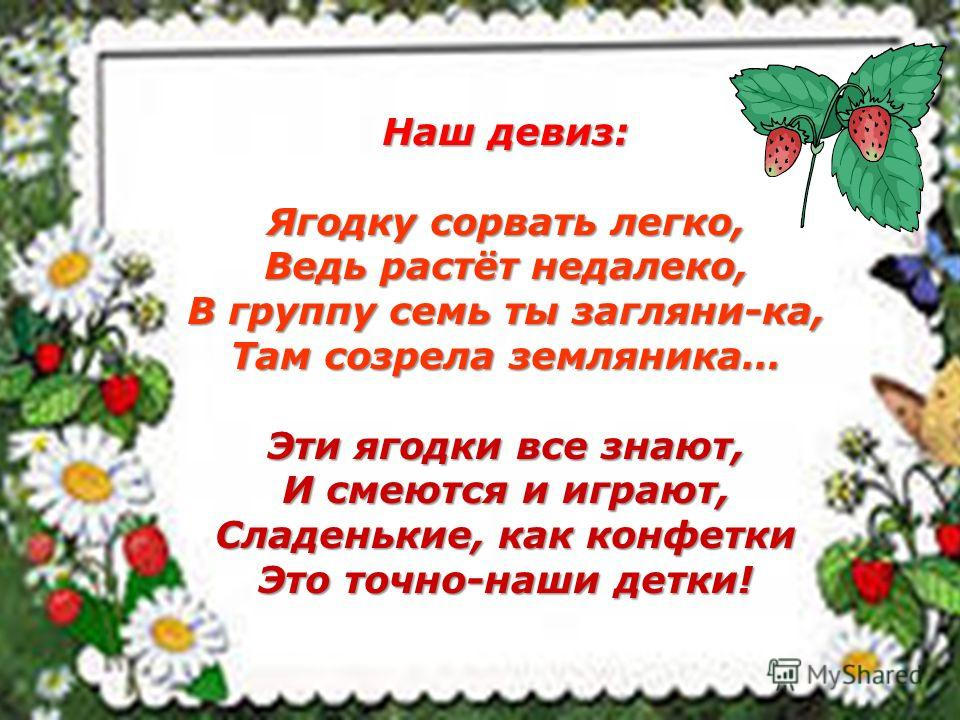 Наш девиз:
Ягодку сорвать легко,
Ведь растёт недалеко,
В группу семь ты загляни-ка,
Там созрела земляника...
Эти ягодки все знают,
И смеются и играют,
Сладенькие, как конфетки
Это точно-наши детки!
MyShared